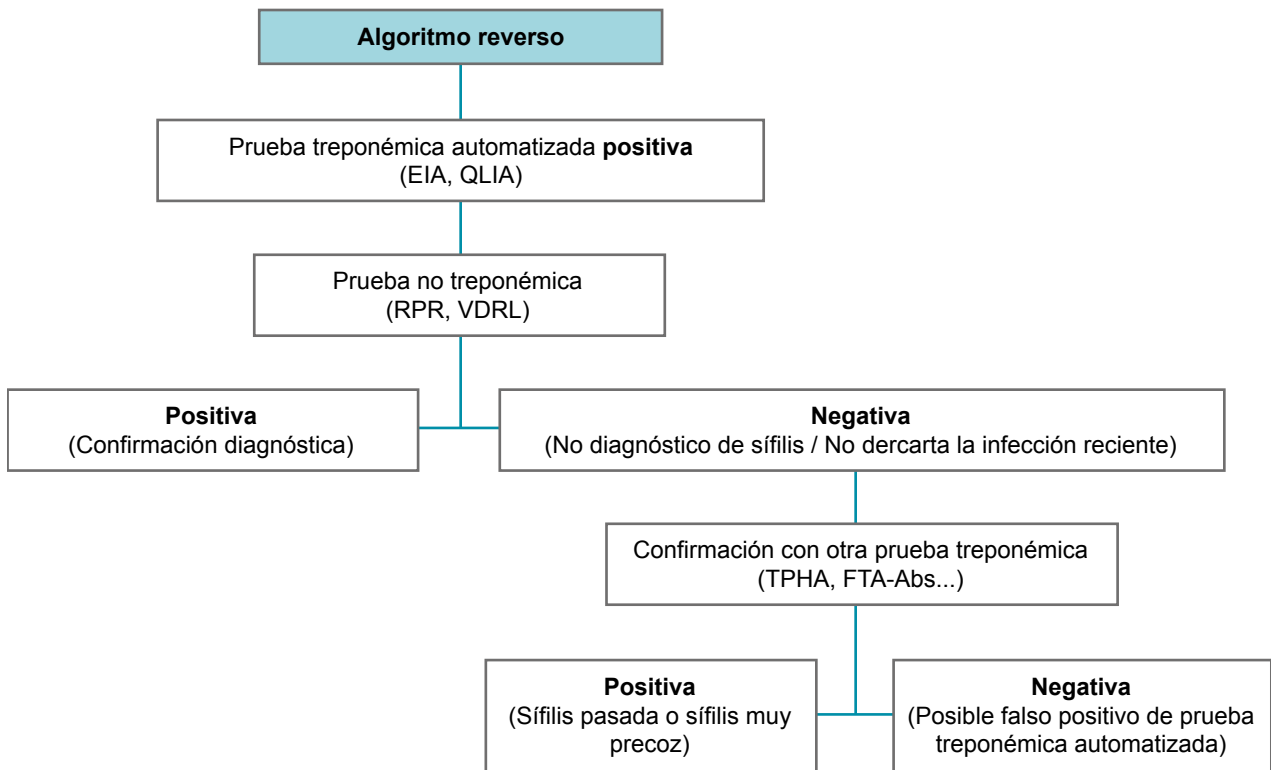 Algoritmo reverso
Prueba treponémica automatizada positiva
(EIA, QLIA)
Prueba no treponémica
(RPR, VDRL)
Positiva
(Confirmación diagnóstica)
Negativa
(No diagnóstico de sífilis / No dercarta la infección reciente)
Confirmación con otra prueba treponémica
(TPHA, FTA-Abs...)
Positiva
(Sífilis pasada o sífilis muy
precoz)
Negativa
(Posible falso positivo de prueba
treponémica automatizada)